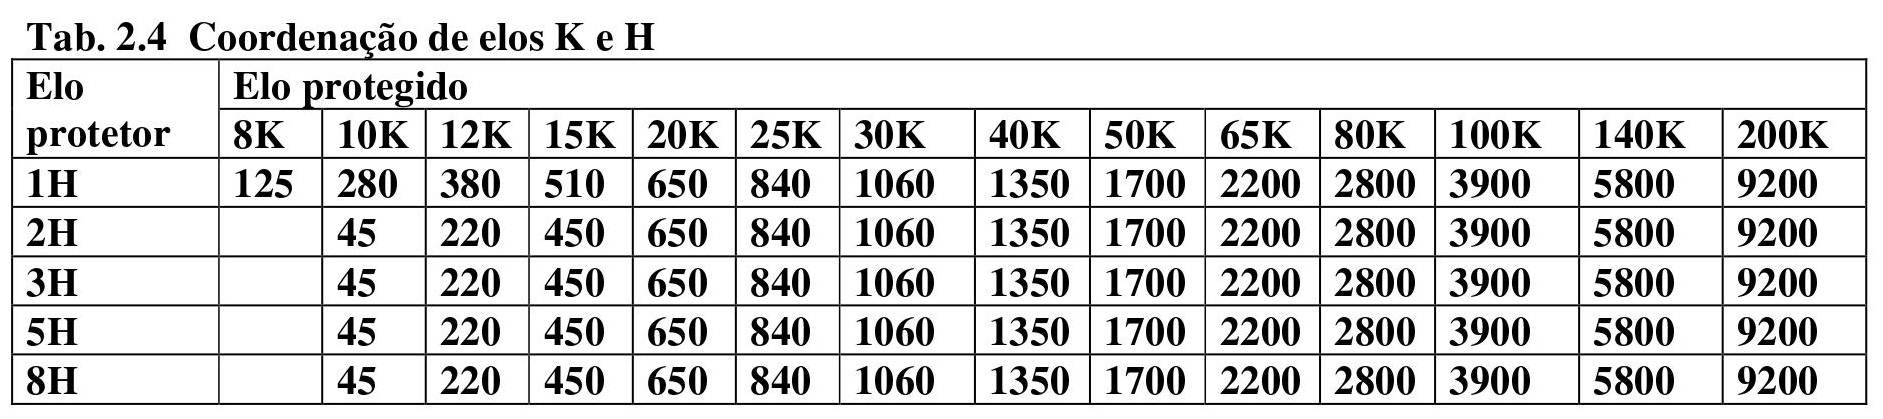 Tab. 2.4 Coordenação de elos K e H
Elo protetor Elo protegido
8K 10K 12K 15K 20K 25K 30K 40K 50K 65K 80K 100K 140K 200K
1H 125 280 380 510 650 840 1060 1350 1700 2200 2800 3900 5800 9200
2H 45 220 450 650 840 1060 1350 1700 2200 2800 3900 5800 9200
3H 45 220 450 650 840 1060 1350 1700 2200 2800 3900 5800 9200
5H 45 220 450 650 840 1060 1350 1700 2200 2800 3900 5800 9200
8H 45 220 450 650 840 1060 1350 1700 2200 2800 3900 5800 9200